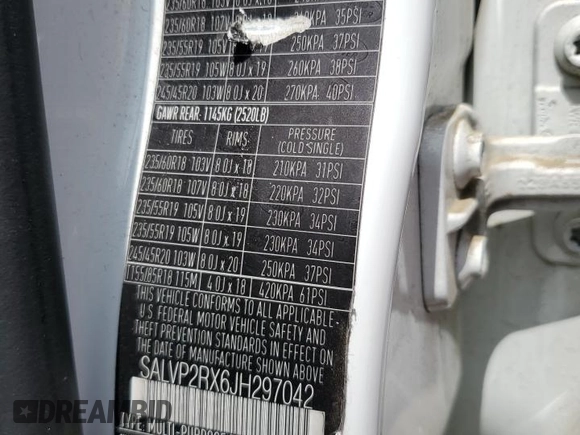 235/60R18 107V 8 0J x 18 35PSI
235/55R19 105V 250KPA 37PSI
235/55R19 105W 8 0J x 19 260KPA 38PSI
245/45R20 103W 8 0J x 20 270KPA 40PSI
GAWR REAR: 1145KG (2520LB)
TIRES RIMS: PRESSURE (COLD:SINGLE)
235/60R18 103V 8 0J x 18 210KPA 31PSI
235/60R18 107V 8 0J x 18 220KPA 32PSI
235/55R19 105V 8 0J x 19 230KPA 34PSI
235/55R19 105W 8 0J x 19 230KPA 34PSI
245/45R20 103W 8 0J x 20 250KPA 37PSI
T155/85R18 115M 4 0J x 18 420KPA 61PSI
THIS VEHICLE CONFORMS TO ALL APPLICABLE
U S FEDERAL MOTOR VEHICLE SAFETY AND
THEFT PREVENTION STANDARDS IN EFFECT ON
THE DATE OF MANUFACTURE SHOWN ABOVE
SALVP2RX6JH297042
DREAMBID